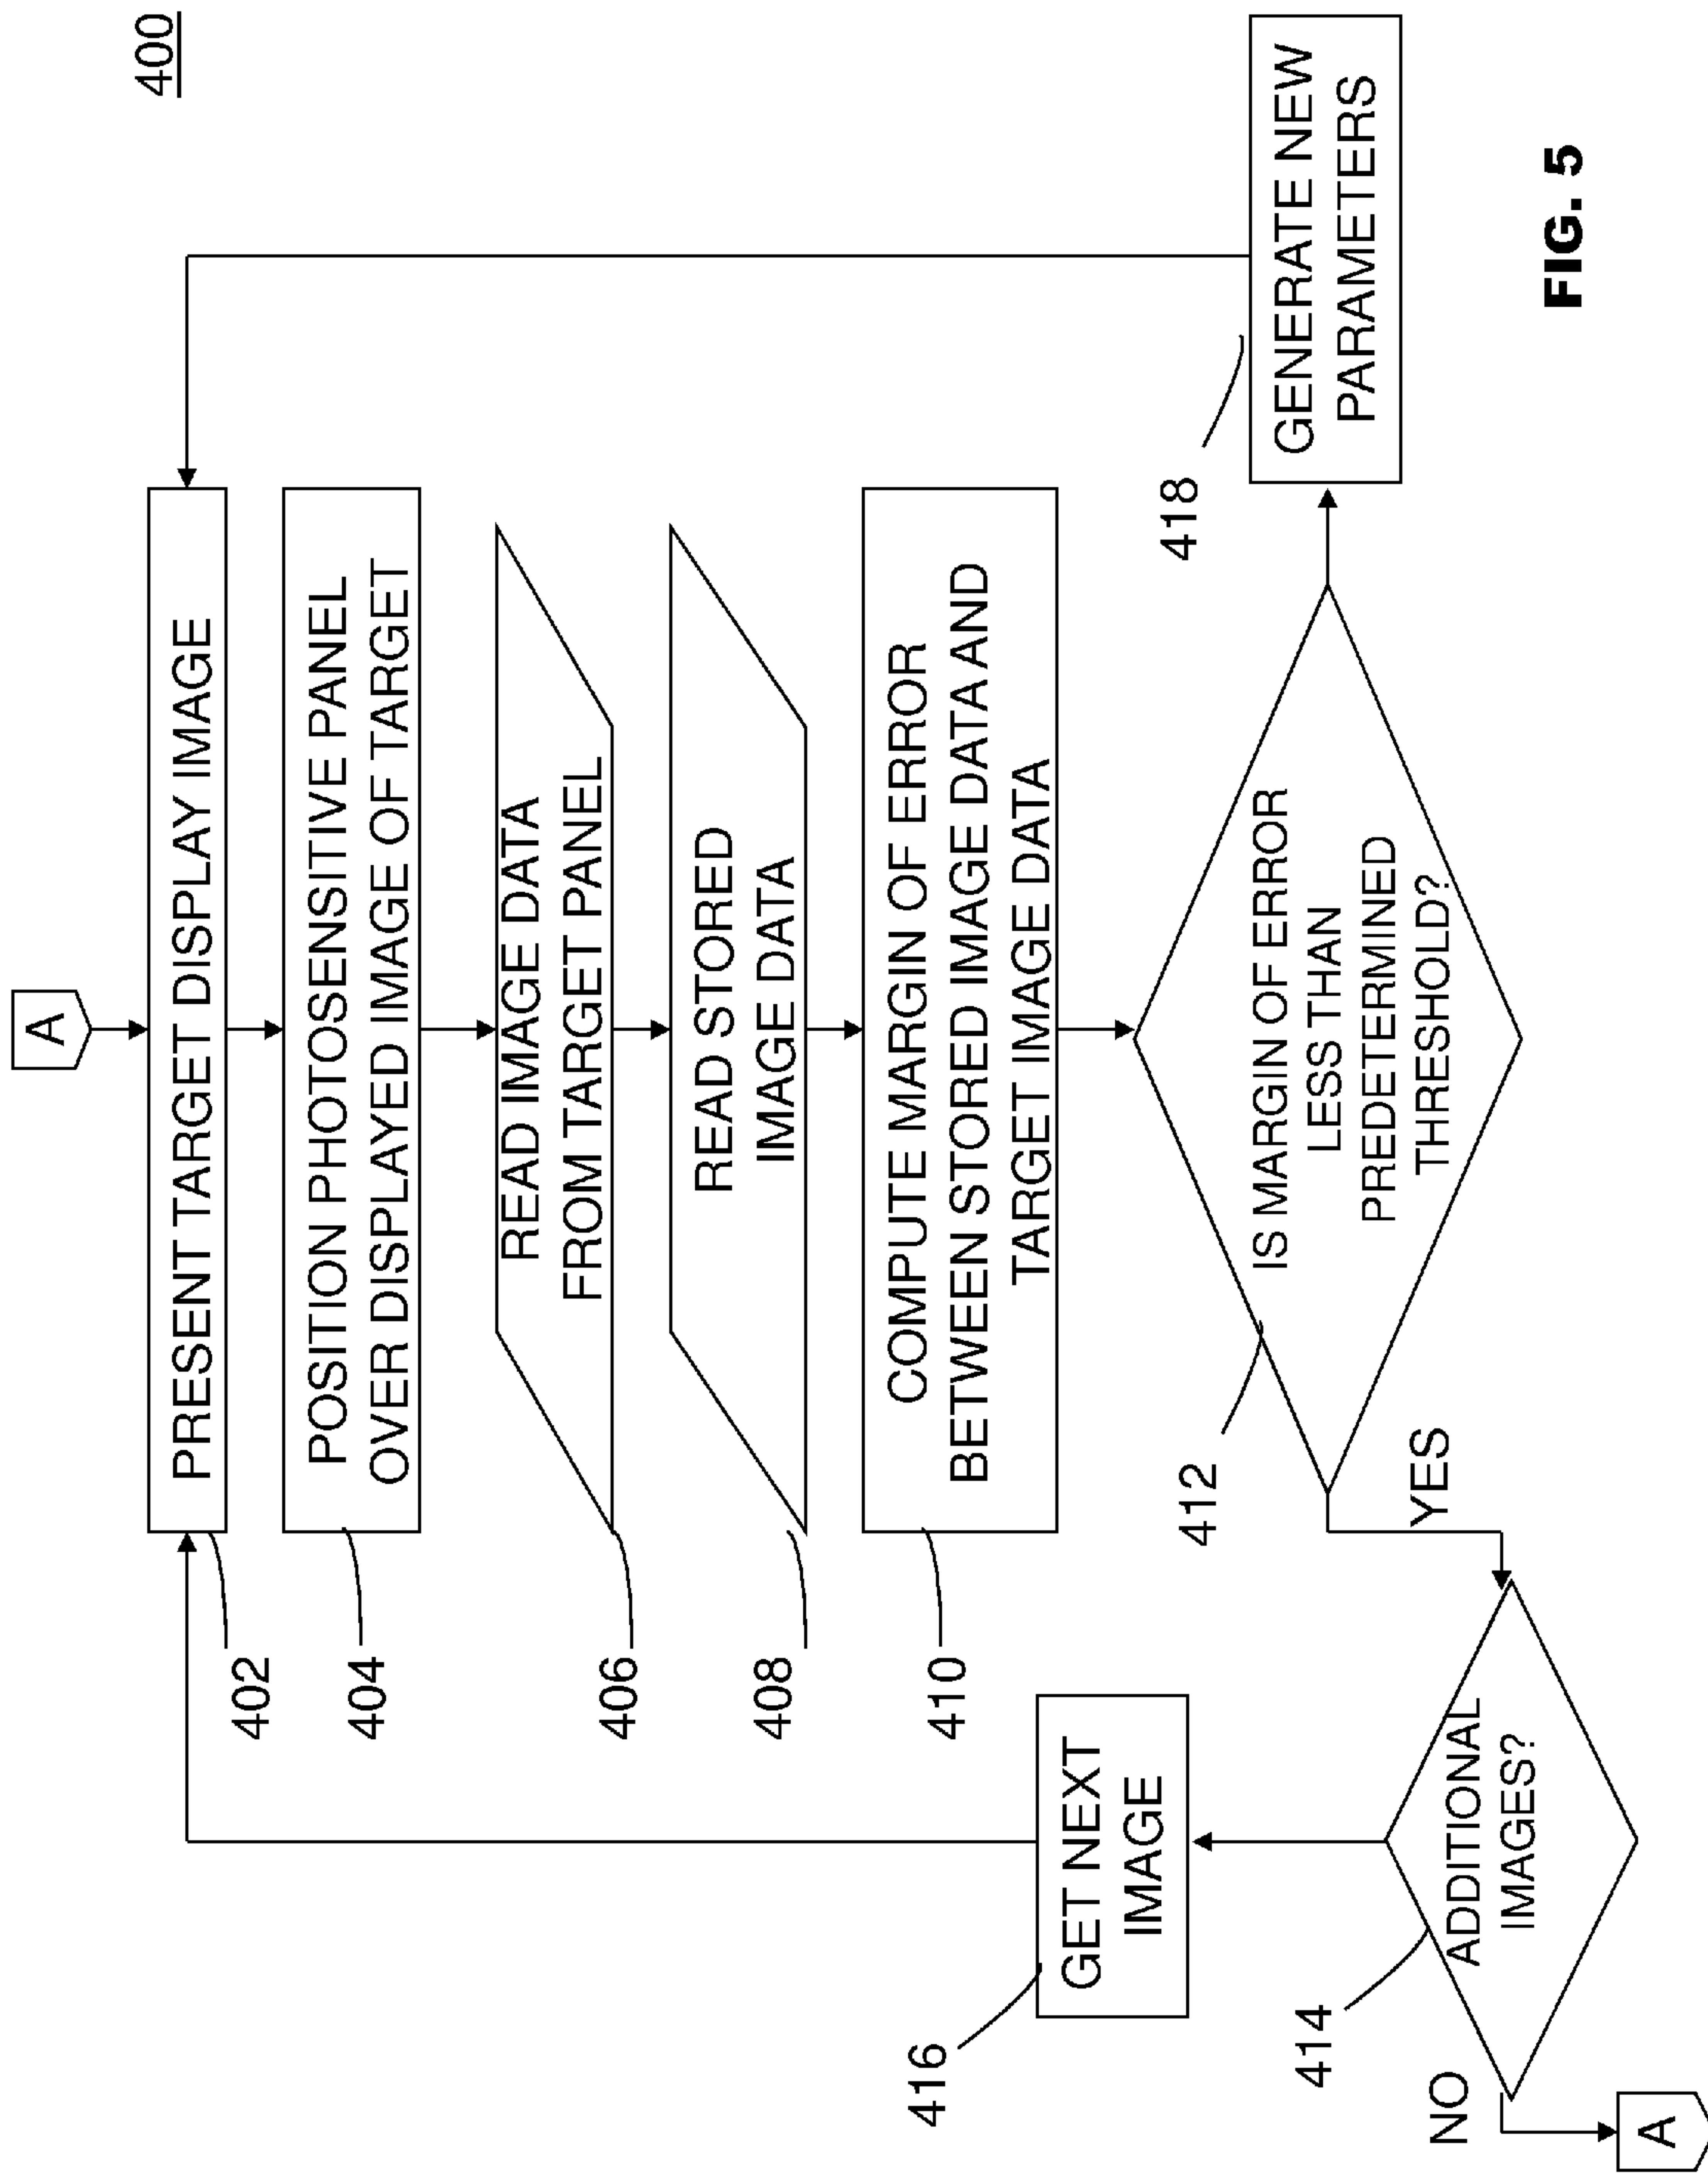 400
A
PRESENT TARGET DISPLAY IMAGE
402
POSITION PHOTOSENSITIVE PANEL
OVER DISPLAYED IMAGE OF TARGET
404
READ IMAGE DATA
FROM TARGET PANEL
406
READ STORED
IMAGE DATA
408
COMPUTE MARGIN OF ERROR
BETWEEN STORED IMAGE DATA AND
TARGET IMAGE DATA
410
IS MARGIN OF ERROR
LESS THAN
PREDETERMINED
THRESHOLD?
412
YES
418
GENERATE NEW
PARAMETERS
416
GET NEXT
IMAGE
414
ADDITIONAL
IMAGES?
NO
A
FIG. 5